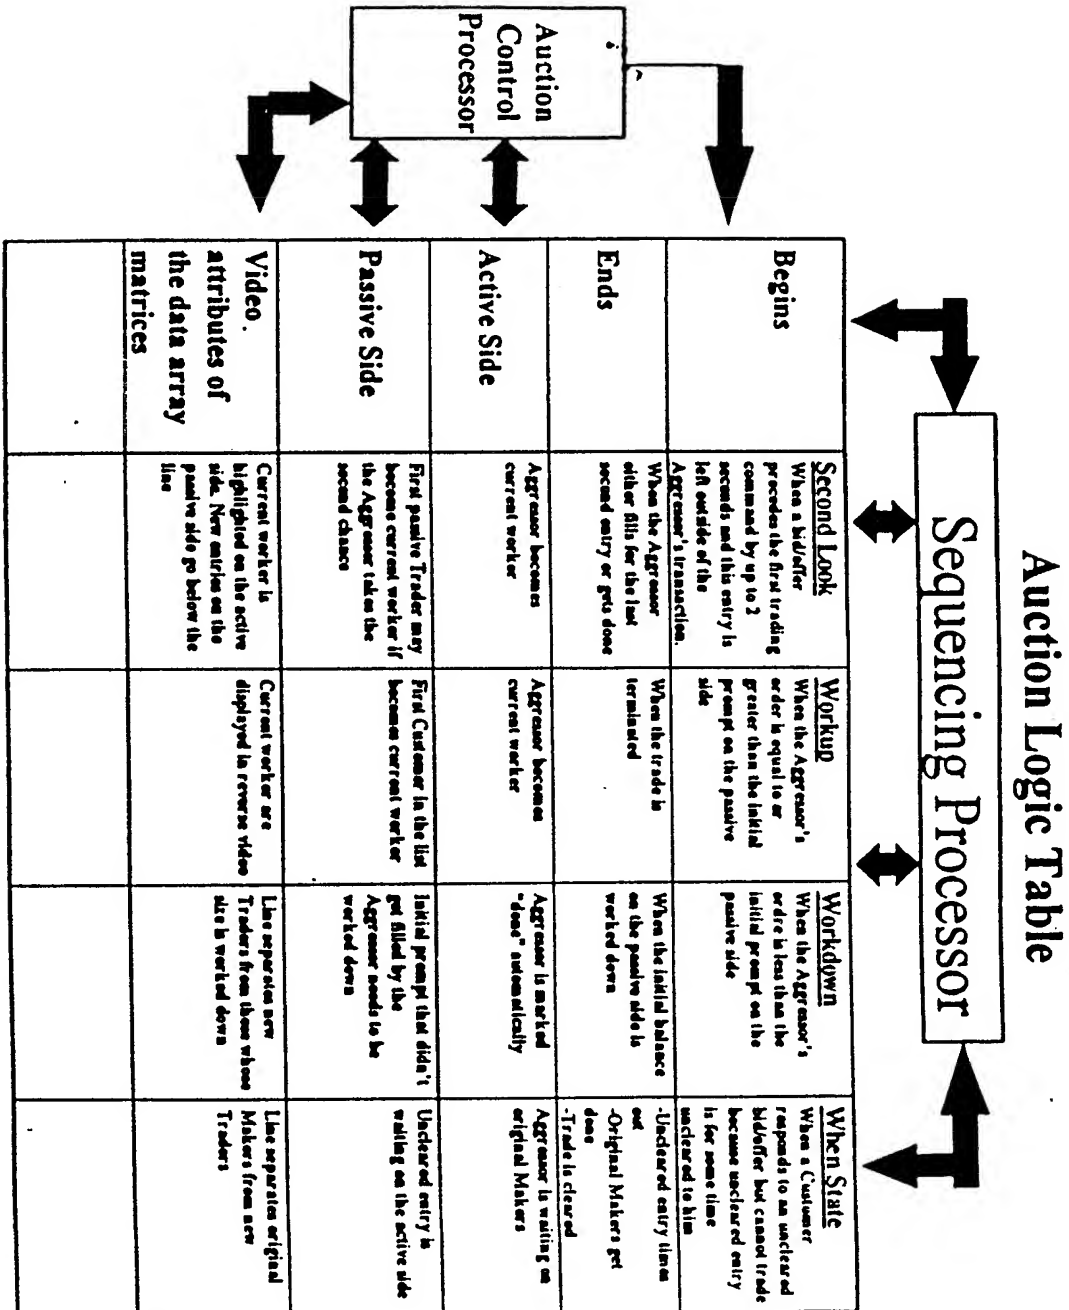 Auction Logic Table
Sequencing Processor
Auction
Control
Processor
Second Look
Workup
Workdown
When State
Begins
When a bid/offer
procedes the first trading
command by up to 2
seconds and this entry is
left outside of the
Aggressor's transaction.
When the Aggressor's
order is equal to or
greater than the initial
prompt on the passive
side
When the Aggressor's
ordre is less than the
initial prompt on the
passive side
When a Customer
responds to an uncleared
bid/offer but cannot trade
because uncleared entry
is for some time
uncleared to him
Ends
When the Aggressor
either fills for the last
second entry or gets done
When the trade is
terminated
When the initial balance
on the passive side is
worked down
-Uncleared entry times
out
-Original Makers get
done
-Trade is cleared
Active Side
Aggressor becomes
current worker
Aggressor becomes
current worker
Aggressor is marked
"done" automatically
Aggressor is waiting on
original Makers
Passive Side
First passive Trader may
become current worker if
the Aggressor takes the
second chance
First Customer in the list
becomes current worker
Initial prompt that didn't
get filled by the
Aggressor needs to be
worked down
Uncleared entry is
waiting on the active side
Video.
attributes of
the data array
matrices
Current worker is
highlighted on the active
side. New entries on the
passive side go below the
line
Current worker are
displayed in reverse video
Line separates new
Traders from those whose
size is worked down
Line separates original
Makers from new
Traders